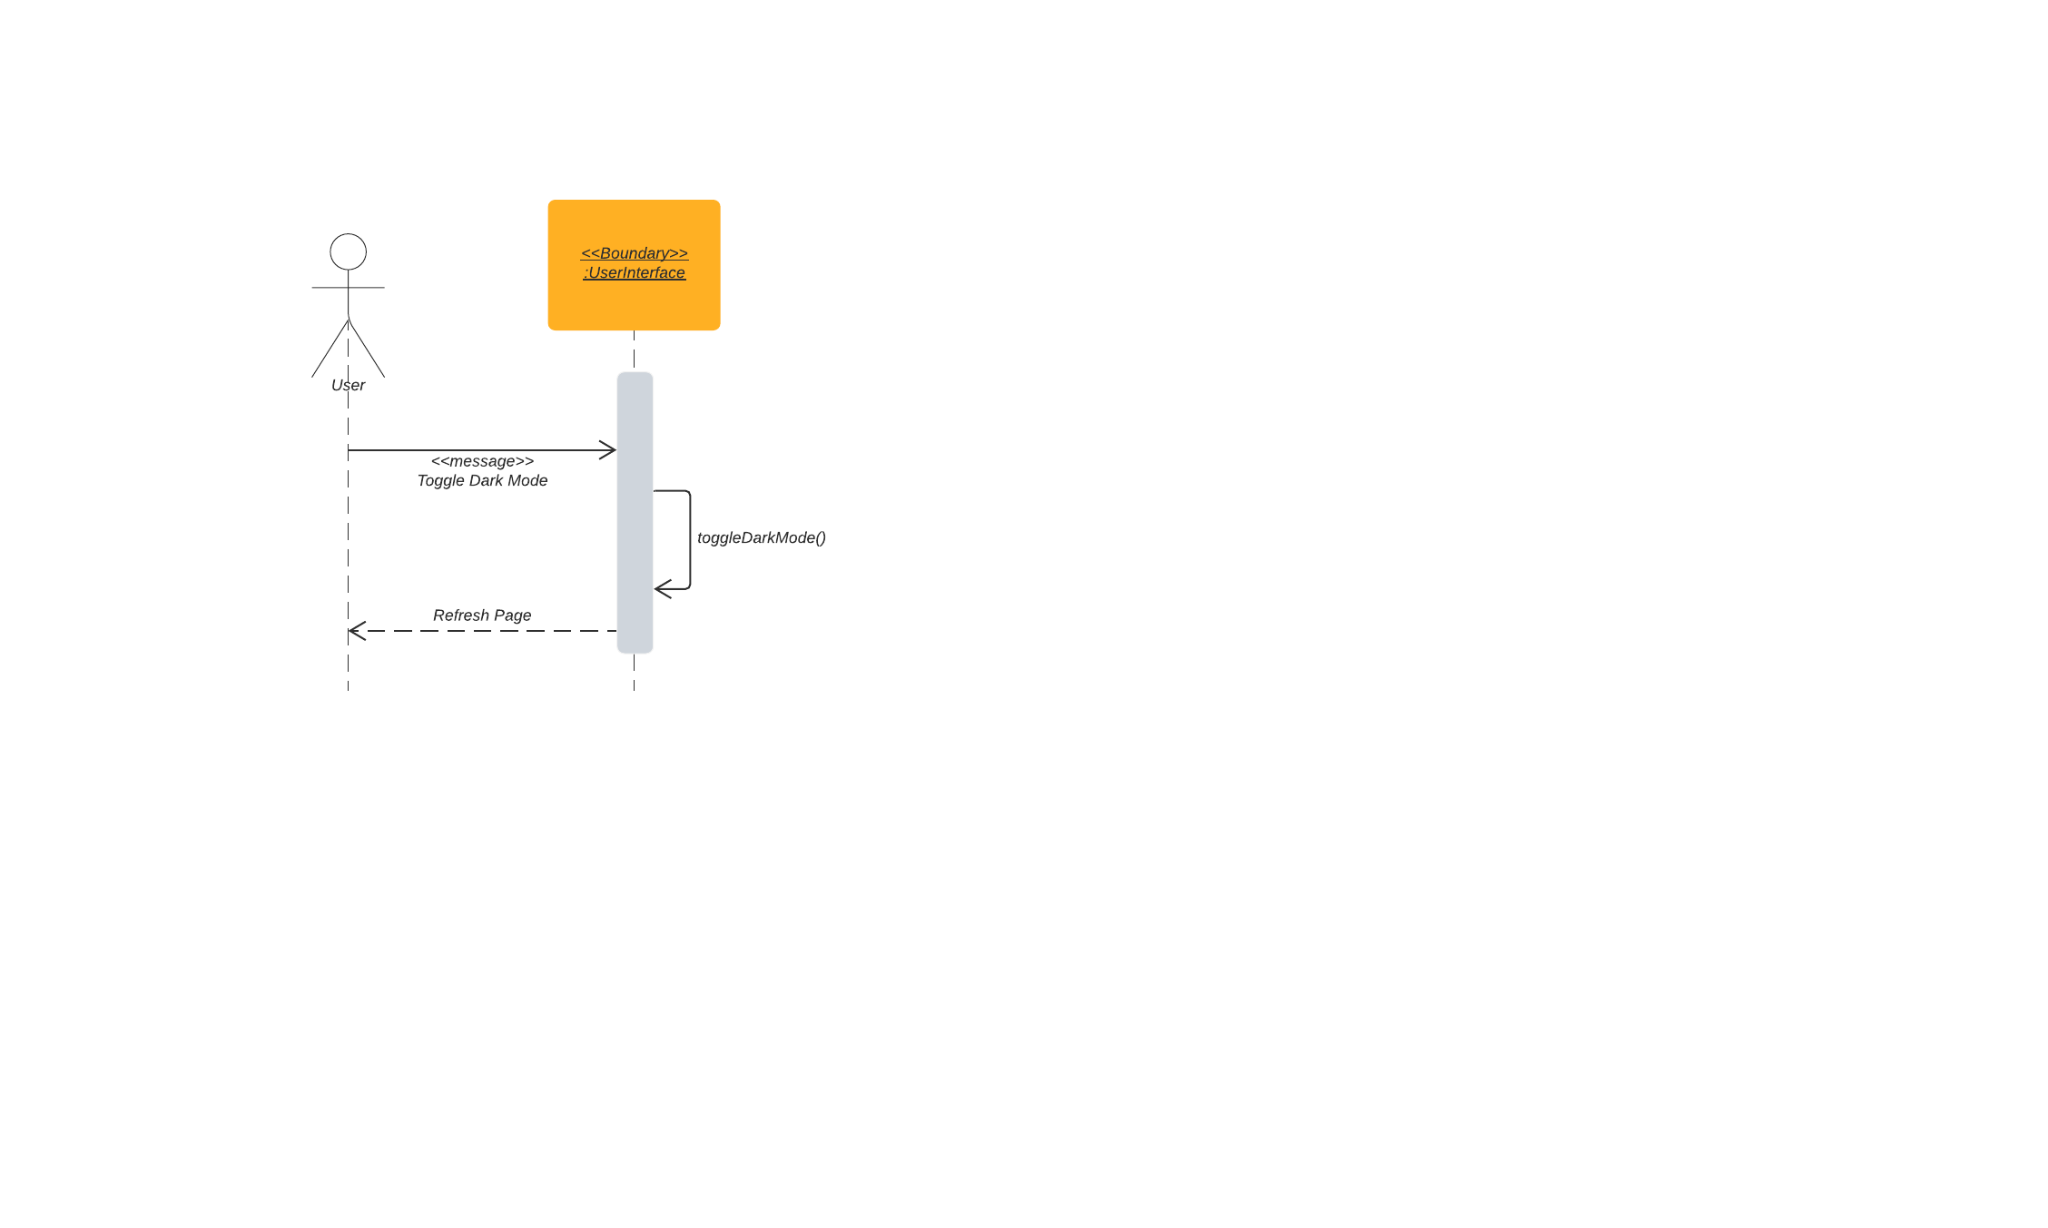 <<Boundary>>
:UserInterface
User
<<message>>
Toggle Dark Mode
toggleDarkMode()
Refresh Page